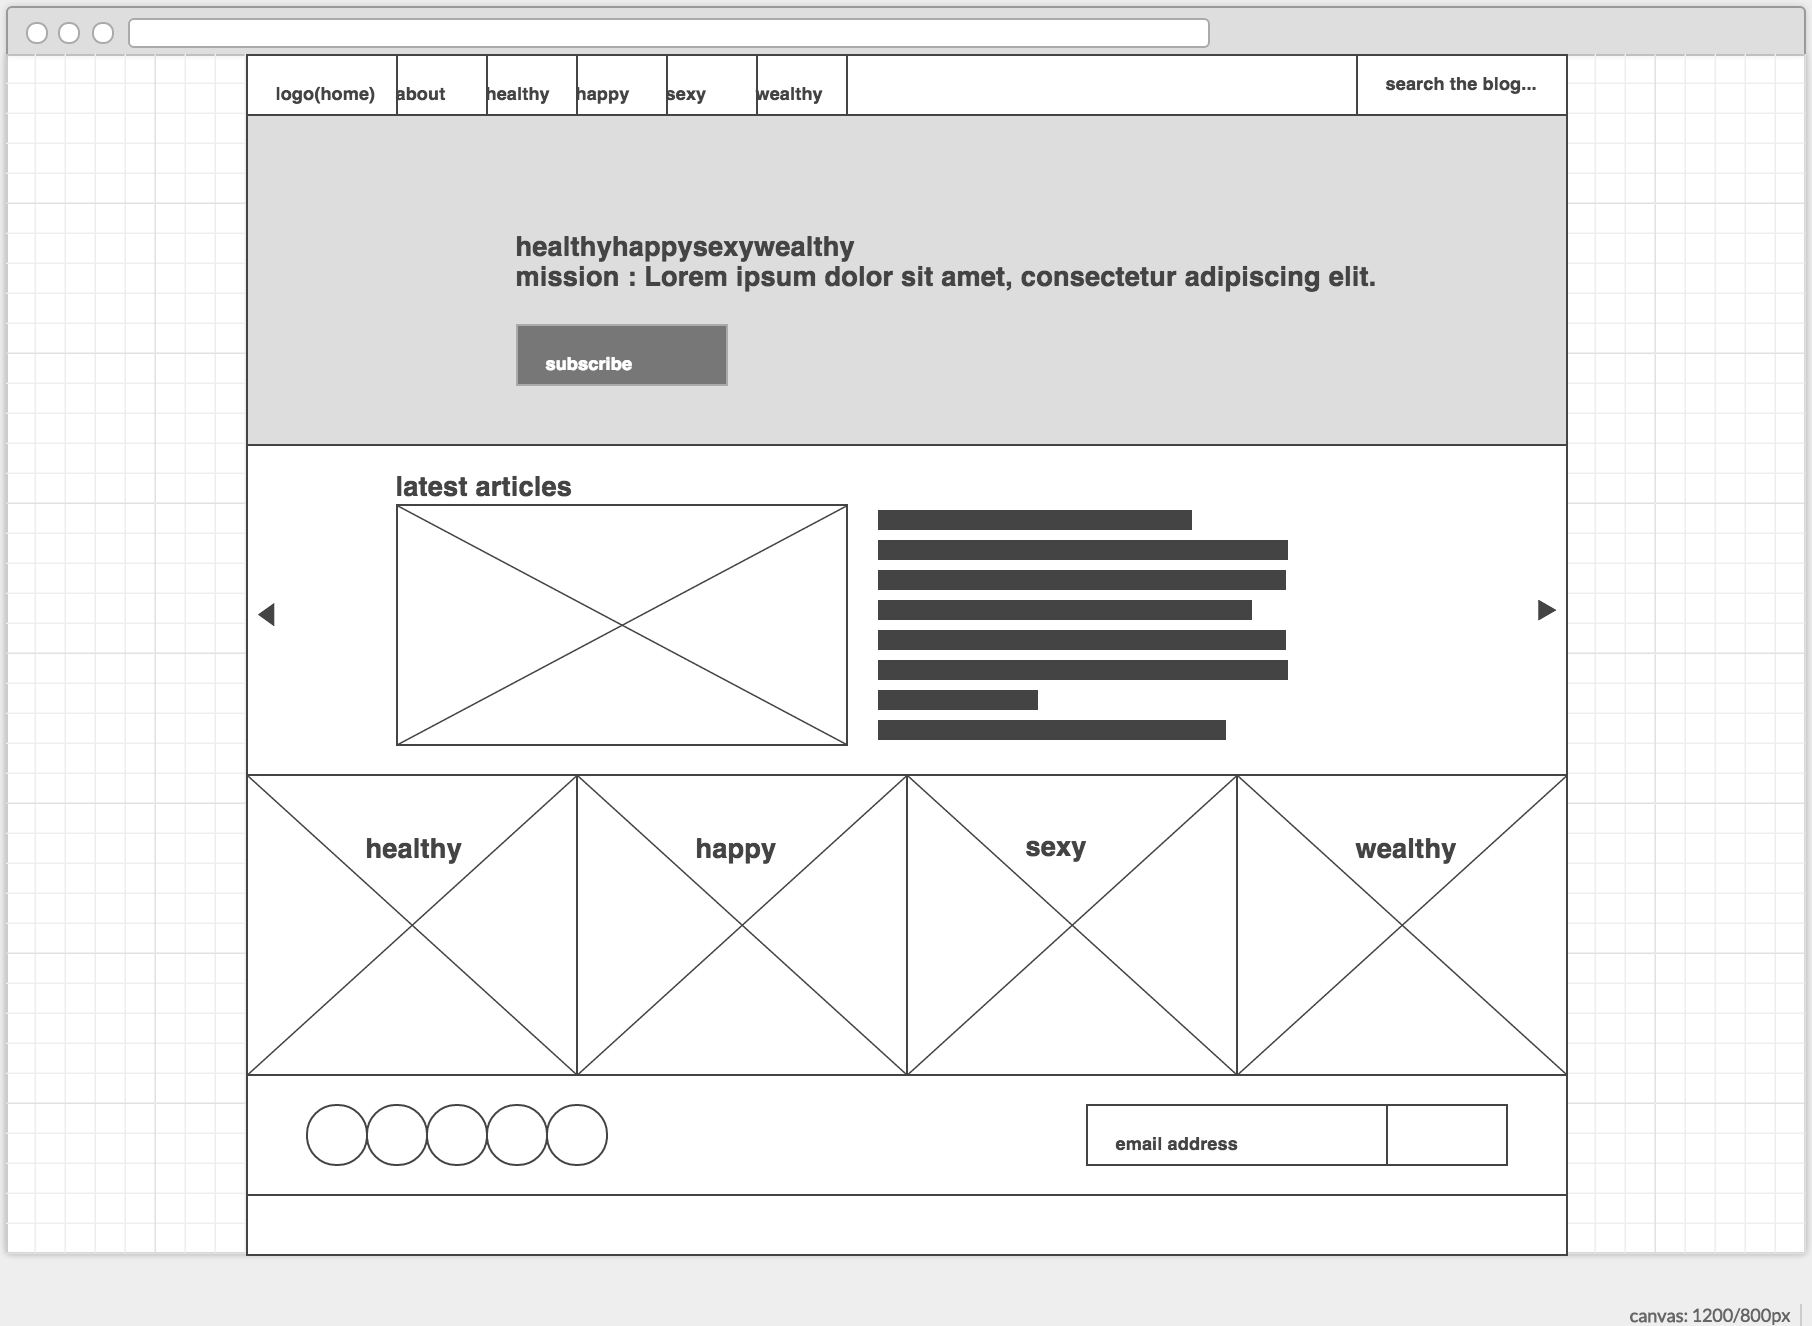 logo(home) about healthy happy sexy wealthy search the blog...
healthyhappysexywealthy
mission : Lorem ipsum dolor sit amet, consectetur adipiscing elit.
subscribe
latest articles
healthy happy sexy wealthy
email address
canvas: 1200/800px